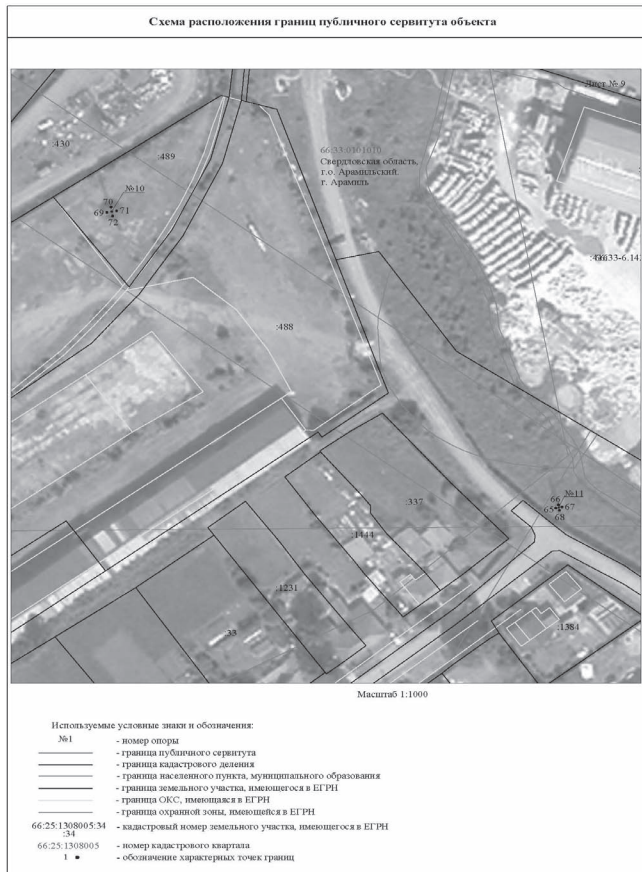 Схема расположения границ публичного сервитута объекта
Лист № 9
:430
:489
66:33:0101010
Свердловская область,
г.о. Арамильский.
г. Арамиль
№10
70
69 71
72
:488
№11
66
65 67
68
:337
:1444
:1231
:33
:1384
Масштаб 1:1000
Используемые условные знаки и обозначения:
№1 - номер опоры
- граница публичного сервитута
- граница кадастрового деления
- граница населенного пункта, муниципального образования
- граница земельного участка, имеющегося в ЕГРН
- граница ОКС, имеющаяся в ЕГРН
- граница охранной зоны, имеющейся в ЕГРН
66:25:1308005:34 - кадастровый номер земельного участка, имеющегося в ЕГРН
:34
66:25:1308005 - номер кадастрового квартала
1 - обозначение характерных точек границ